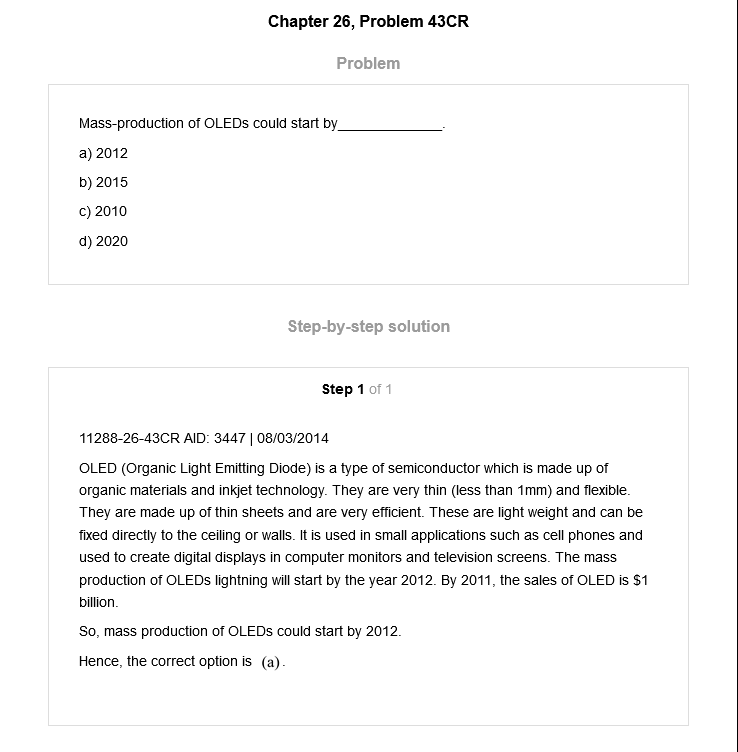 Chapter 26, Problem 43CR
Problem
Mass-production of OLEDs could start by______________.
a) 2012
b) 2015
c) 2010
d) 2020
Step-by-step solution
Step 1 of 1
11288-26-43CR AID: 3447 | 08/03/2014
OLED (Organic Light Emitting Diode) is a type of semiconductor which is made up of
organic materials and inkjet technology. They are very thin (less than 1mm) and flexible.
They are made up of thin sheets and are very efficient. These are light weight and can be
fixed directly to the ceiling or walls. It is used in small applications such as cell phones and
used to create digital displays in computer monitors and television screens. The mass
production of OLEDs lightning will start by the year 2012. By 2011, the sales of OLED is $1
billion.
So, mass production of OLEDs could start by 2012.
Hence, the correct option is (a).